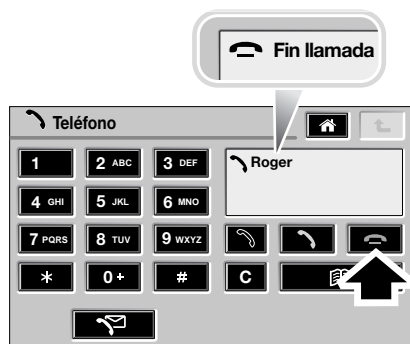 Fin llamada
Teléfono
Roger
1
2 ABC
3 DEF
4 GHI
5 JKL
6 MNO
7 PQRS
8 TUV
9 WXYZ
*
0+
#
C